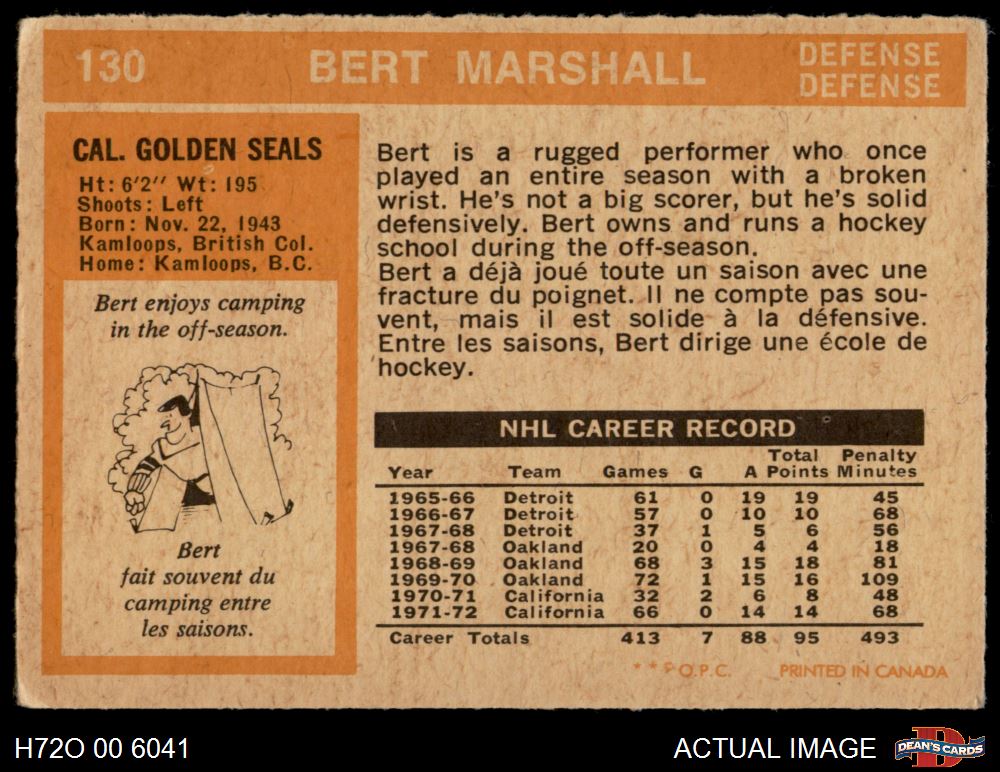 130 BERT MARSHALL DEFENSE
DEFENSE
CAL. GOLDEN SEALS
Ht: 6'2'' Wt: 195
Shoots: Left
Born: Nov. 22, 1943
Kamloops, British Col.
Home: Kamloops, B.C.
Bert enjoys camping
in the off-season.
Bert
fait souvent du
camping entre
les saisons.
Bert is a rugged performer who once
played an entire season with a broken
wrist. He's not a big scorer, but he's solid
defensively. Bert owns and runs a hockey
school during the off-season.
Bert a déjà joué toute un saison avec une
fracture du poignet. Il ne compte pas sou-
vent, mais il est solide à la défensive.
Entre les saisons, Bert dirige une école de
hockey.
NHL CAREER RECORD
Total Penalty
Year Team Games G A Points Minutes
1965-66 Detroit 61 0 19 19 45
1966-67 Detroit 57 0 10 10 68
1967-68 Detroit 37 1 5 6 56
1967-68 Oakland 20 0 4 4 18
1968-69 Oakland 68 3 15 18 81
1969-70 Oakland 72 1 15 16 109
1970-71 California 32 2 6 8 48
1971-72 California 66 0 14 14 68
Career Totals 413 7 88 95 493
* * O.P.C. PRINTED IN CANADA
H72O 00 6041 ACTUAL IMAGE DEAN'S CARDS